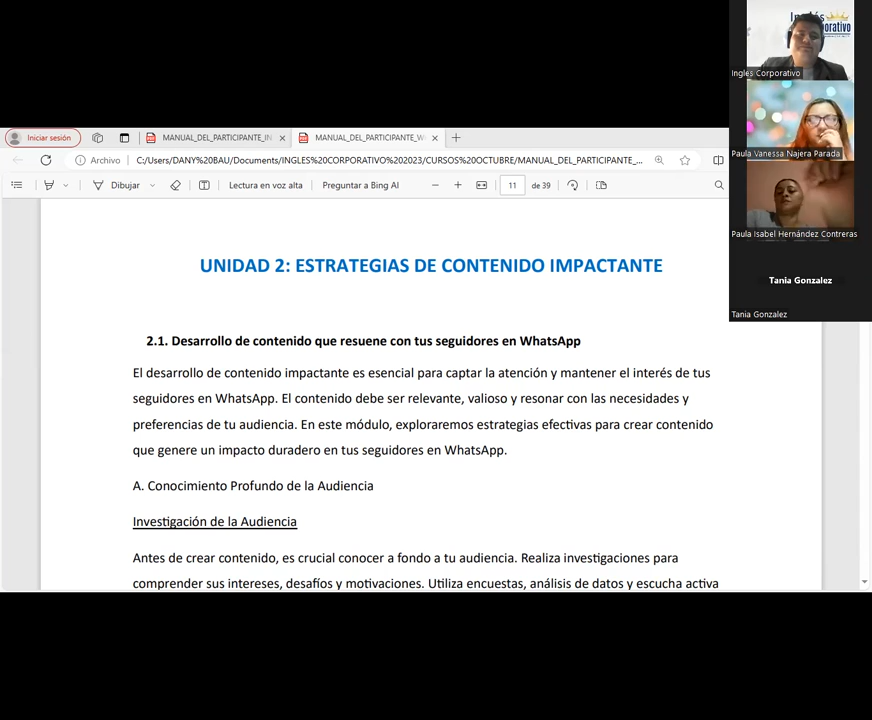 Inglés
orativo
Ingles Corporativo
Paula Vanessa Najera Parada
Paula Isabel Hernández Contreras
Tania Gonzalez
Tania Gonzalez
Iniciar sesión
MANUAL_DEL_PARTICIPANTE_IN
MANUAL_DEL_PARTICIPANTE_W
Archivo
C:/Users/DANY%20BAU/Documents/INGLES%20CORPORATIVO%202023/CURSOS%20OCTUBRE/MANUAL_DEL_PARTICIPANTE_...
Dibujar
Lectura en voz alta
Preguntar a Bing AI
11
de 39
UNIDAD 2: ESTRATEGIAS DE CONTENIDO IMPACTANTE
2.1. Desarrollo de contenido que resuene con tus seguidores en WhatsApp
El desarrollo de contenido impactante es esencial para captar la atención y mantener el interés de tus
seguidores en WhatsApp. El contenido debe ser relevante, valioso y resonar con las necesidades y
preferencias de tu audiencia. En este módulo, exploraremos estrategias efectivas para crear contenido
que genere un impacto duradero en tus seguidores en WhatsApp.
A. Conocimiento Profundo de la Audiencia
Investigación de la Audiencia
Antes de crear contenido, es crucial conocer a fondo a tu audiencia. Realiza investigaciones para
comprender sus intereses, desafíos y motivaciones. Utiliza encuestas, análisis de datos y escucha activa